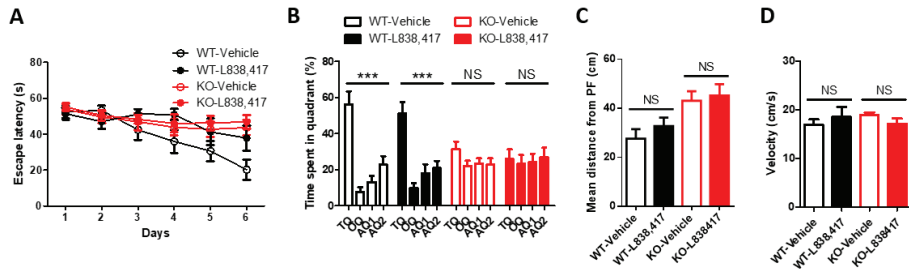 A
WT-Vehicle
WT-L838,417
KO-Vehicle
KO-L838,417
Escape latency (s)
80
60
40
20
0
1 2 3 4 5 6
Days
B
WT-Vehicle KO-Vehicle
WT-L838,417 KO-L838,417
Time spent in quadrant (%)
80
60
40
20
0
*** *** NS NS
TQ OQ AQ1 AQ2 TQ OQ AQ1 AQ2 TQ OQ AQ1 AQ2 TQ OQ AQ1 AQ2
C
Mean distance from PF (cm)
80
60
40
20
0
NS NS
WT-Vehicle
WT-L838,417
KO-Vehicle
KO-L838417
D
Velocity (cm/s)
30
20
10
0
NS NS
WT-Vehicle
WT-L838,417
KO-Vehicle
KO-L838417